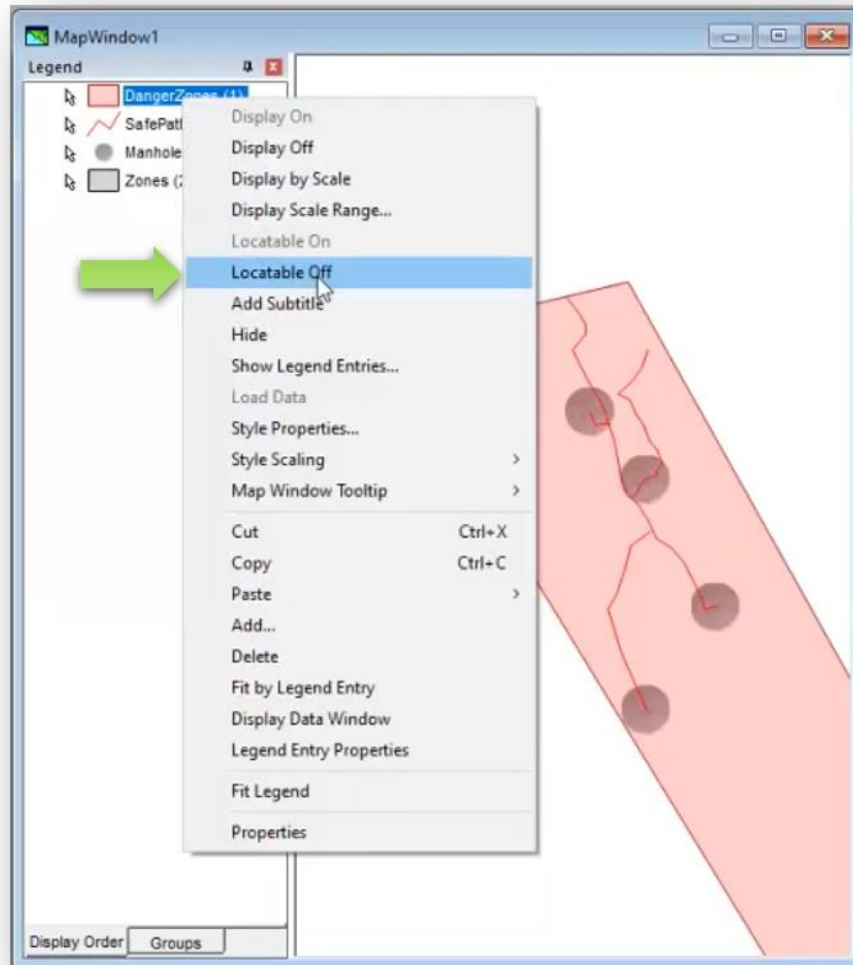 MapWindow1
Legend
DangerZones (1)
SafePat
Manhole
Zones (2
Display On
Display Off
Display by Scale
Display Scale Range...
Locatable On
Locatable Off
Add Subtitle
Hide
Show Legend Entries...
Load Data
Style Properties...
Style Scaling
Map Window Tooltip
Cut Ctrl+X
Copy Ctrl+C
Paste
Add...
Delete
Fit by Legend Entry
Display Data Window
Legend Entry Properties
Fit Legend
Properties
Display Order Groups